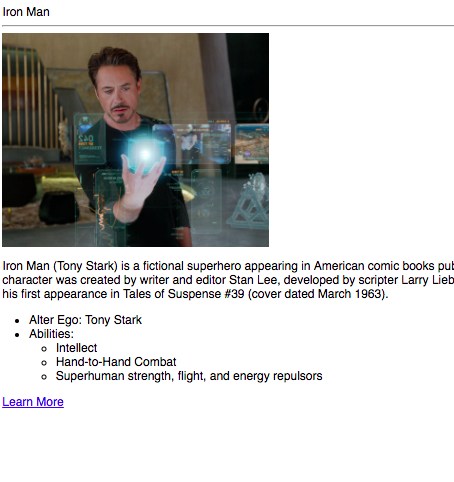 Iron Man
Iron Man (Tony Stark) is a fictional superhero appearing in American comic books
character was created by writer and editor Stan Lee, developed by scripter Larry
his first appearance in Tales of Suspense #39 (cover dated March 1963).
Alter Ego: Tony Stark
Abilities:
Intellect
Hand-to-Hand Combat
Superhuman strength, flight, and energy repulsors
Learn More